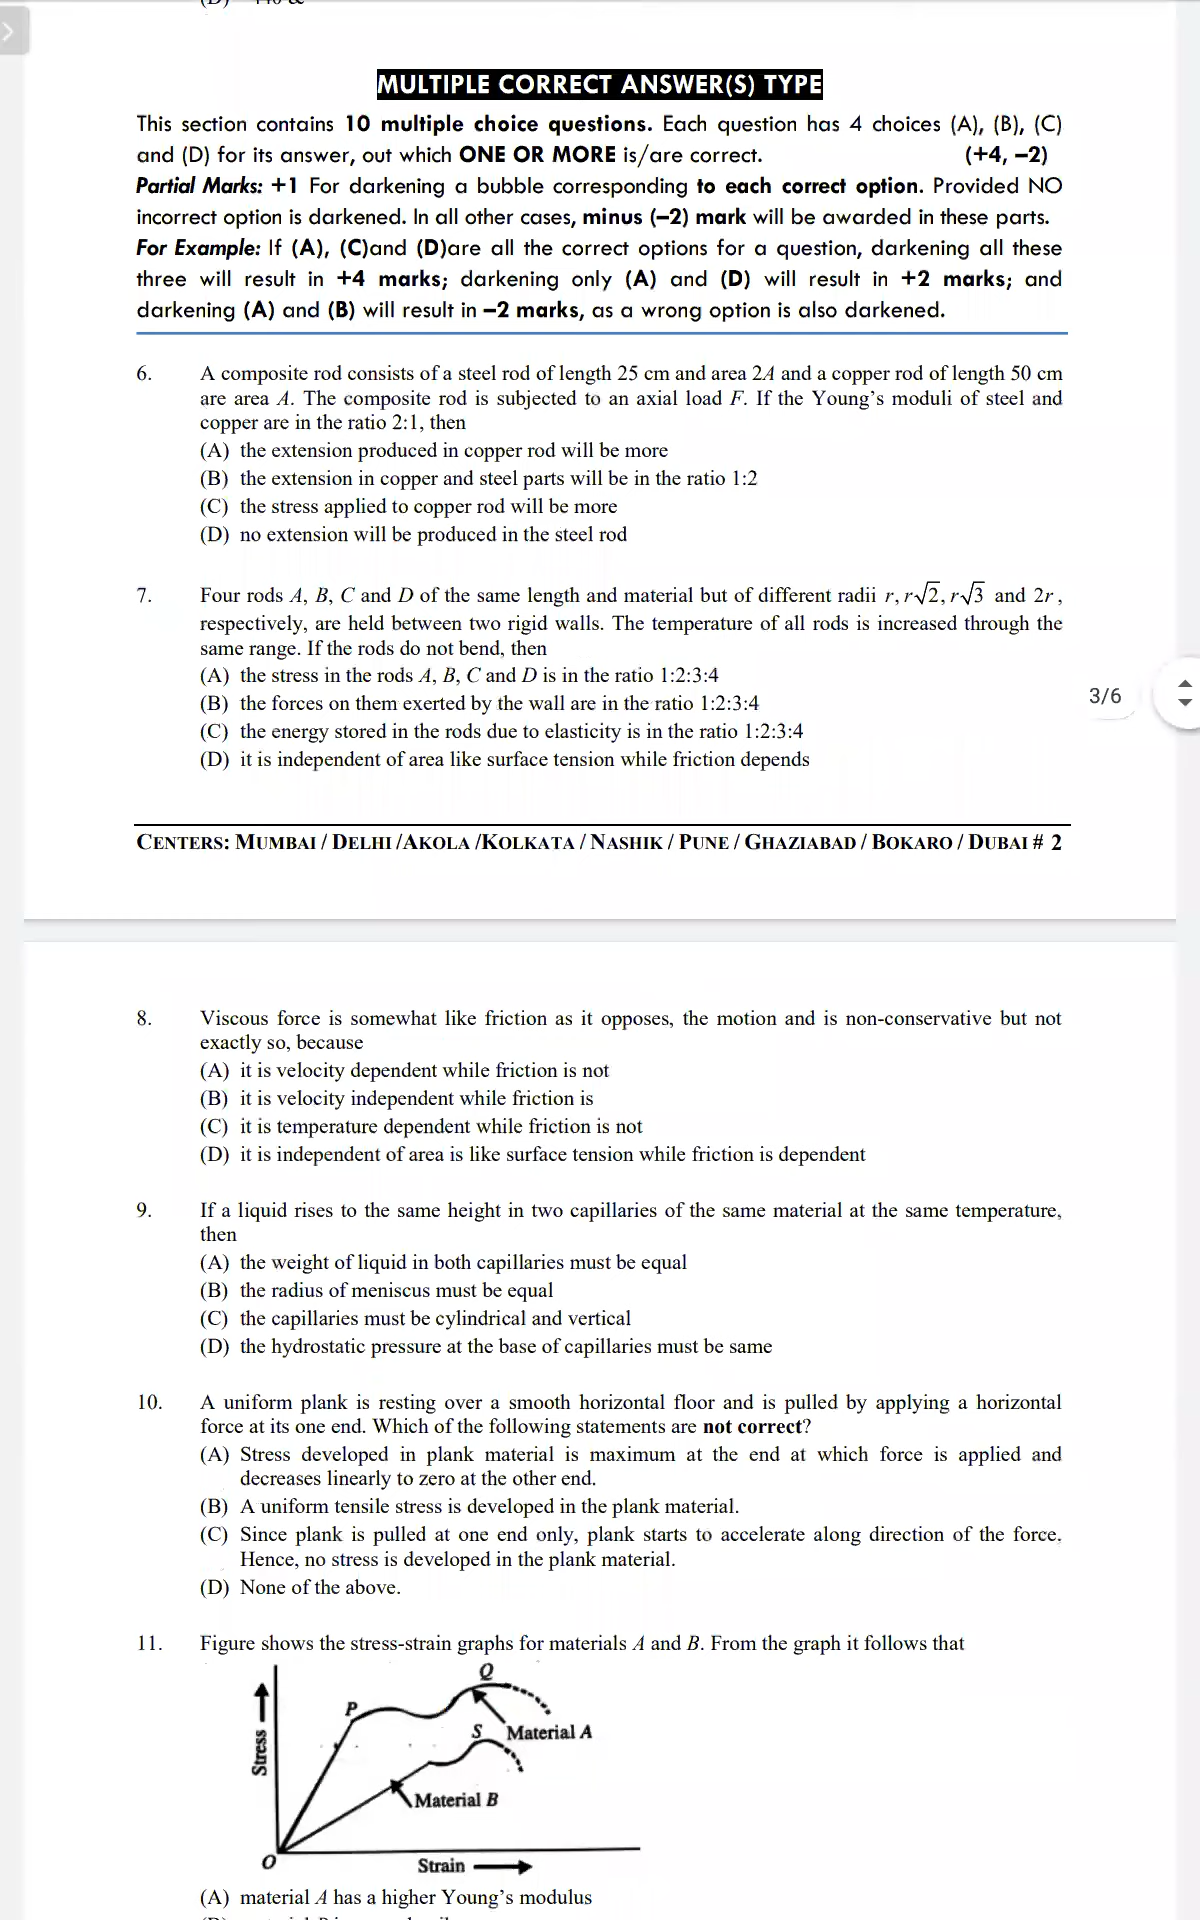 MULTIPLE CORRECT ANSWER(S) TYPE
This section contains 10 multiple choice questions. Each question has 4 choices (A), (B), (C)
and (D) for its answer, out which ONE OR MORE is/are correct. (+4, –2)
Partial Marks: +1 For darkening a bubble corresponding to each correct option. Provided NO
incorrect option is darkened. In all other cases, minus (–2) mark will be awarded in these parts.
For Example: If (A), (C)and (D)are all the correct options for a question, darkening all these
three will result in +4 marks; darkening only (A) and (D) will result in +2 marks; and
darkening (A) and (B) will result in –2 marks, as a wrong option is also darkened.
6. A composite rod consists of a steel rod of length 25 cm and area 2A and a copper rod of length 50 cm
are area A. The composite rod is subjected to an axial load F. If the Young's moduli of steel and
copper are in the ratio 2:1, then
(A) the extension produced in copper rod will be more
(B) the extension in copper and steel parts will be in the ratio 1:2
(C) the stress applied to copper rod will be more
(D) no extension will be produced in the steel rod
7. Four rods A, B, C and D of the same length and material but of different radii r, r√2, r√3 and 2r,
respectively, are held between two rigid walls. The temperature of all rods is increased through the
same range. If the rods do not bend, then
(A) the stress in the rods A, B, C and D is in the ratio 1:2:3:4
(B) the forces on them exerted by the wall are in the ratio 1:2:3:4
(C) the energy stored in the rods due to elasticity is in the ratio 1:2:3:4
(D) it is independent of area like surface tension while friction depends
3/6
CENTERS: MUMBAI / DELHI /AKOLA /KOLKATA / NASHIK / PUNE / GHAZIABAD / BOKARO / DUBAI # 2
8. Viscous force is somewhat like friction as it opposes, the motion and is non-conservative but not
exactly so, because
(A) it is velocity dependent while friction is not
(B) it is velocity independent while friction is
(C) it is temperature dependent while friction is not
(D) it is independent of area is like surface tension while friction is dependent
9. If a liquid rises to the same height in two capillaries of the same material at the same temperature,
then
(A) the weight of liquid in both capillaries must be equal
(B) the radius of meniscus must be equal
(C) the capillaries must be cylindrical and vertical
(D) the hydrostatic pressure at the base of capillaries must be same
10. A uniform plank is resting over a smooth horizontal floor and is pulled by applying a horizontal
force at its one end. Which of the following statements are not correct?
(A) Stress developed in plank material is maximum at the end at which force is applied and
decreases linearly to zero at the other end.
(B) A uniform tensile stress is developed in the plank material.
(C) Since plank is pulled at one end only, plank starts to accelerate along direction of the force.
Hence, no stress is developed in the plank material.
(D) None of the above.
11. Figure shows the stress-strain graphs for materials A and B. From the graph it follows that
Q
P
S
Material A
Stress
Material B
O
Strain
(A) material A has a higher Young's modulus